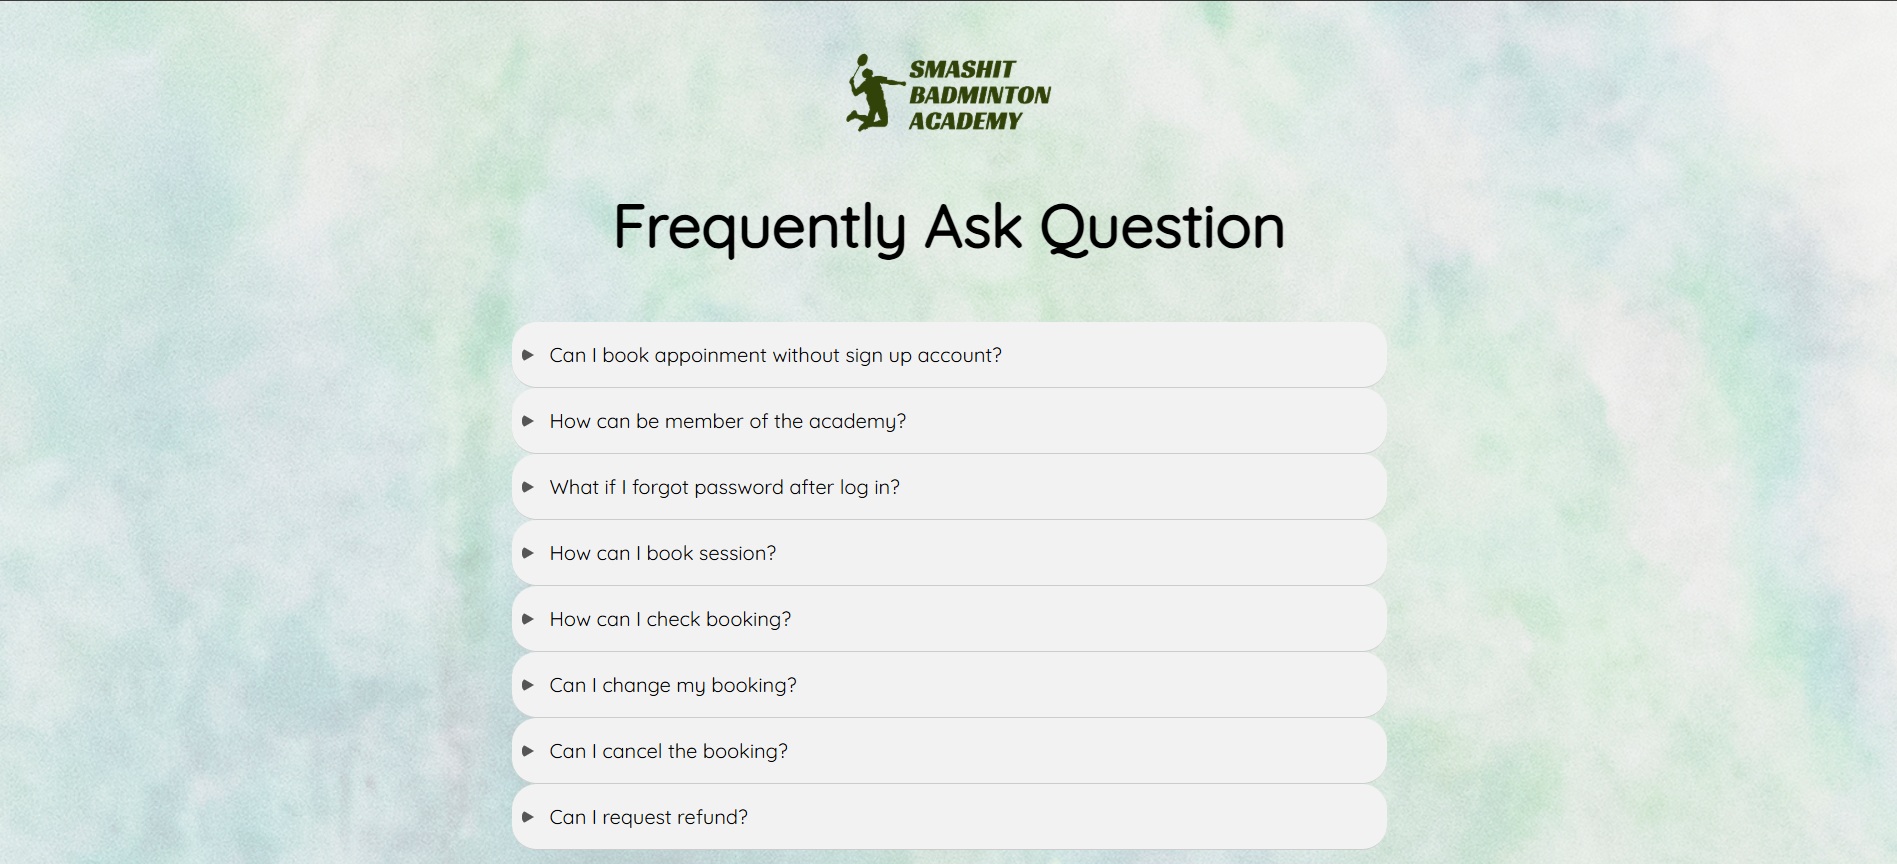 SMASHIT
BADMINTON
ACADEMY
Frequently Ask Question
Can I book appoinment without sign up account?
How can be member of the academy?
What if I forgot password after log in?
How can I book session?
How can I check booking?
Can I change my booking?
Can I cancel the booking?
Can I request refund?